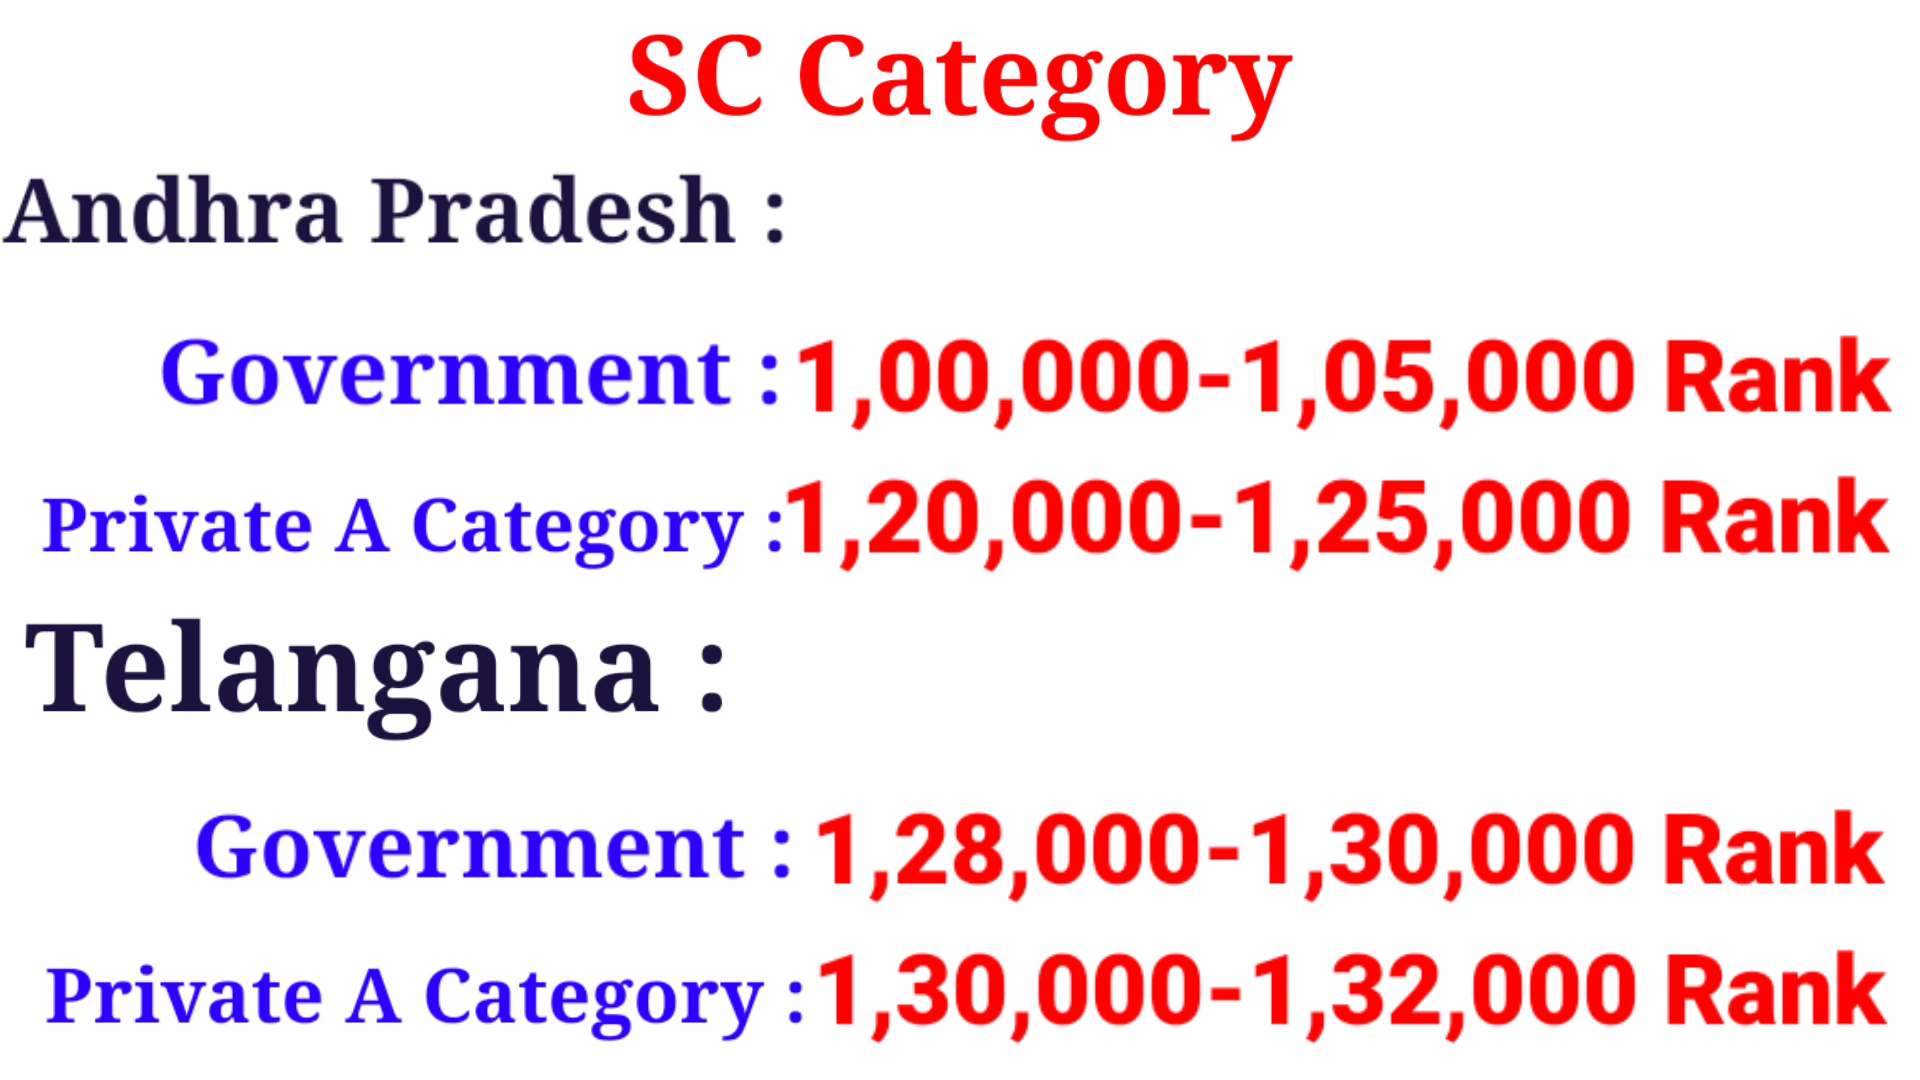 SC Category
Andhra Pradesh :
Government : 1,00,000-1,05,000 Rank
Private A Category : 1,20,000-1,25,000 Rank
Telangana :
Government : 1,28,000-1,30,000 Rank
Private A Category : 1,30,000-1,32,000 Rank